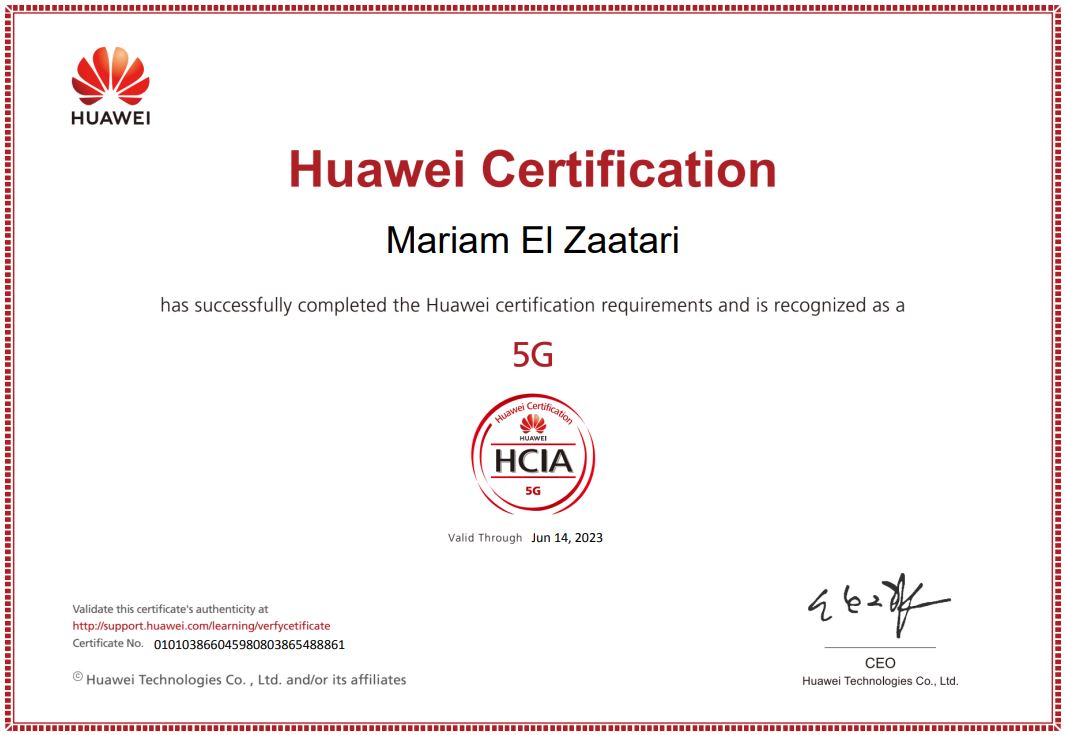 HUAWEI
Huawei Certification
Mariam El Zaatari
has successfully completed the Huawei certification requirements and is recognized as a
5G
Huawei Certification
HUAWEI
HCIA
5G
Valid Through Jun 14, 2023
Validate this certificate's authenticity at
http://support.huawei.com/learning/verfycetificate
Certificate No. 010103866045980803865488861
© Huawei Technologies Co. , Ltd. and/or its affiliates
CEO
Huawei Technologies Co., Ltd.